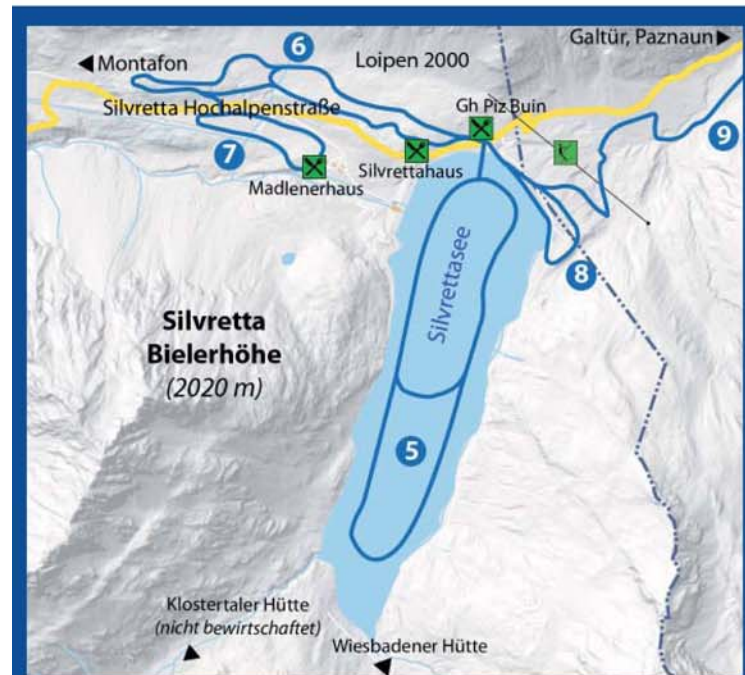 6
Galtür, Paznaun
Montafon
Loipen 2000
Gh Piz Buin
Silvretta Hochalpenstraße
9
7
Silvrettahaus
Madlenerhaus
8
Silvrettasee
Silvretta
Bielerhöhe
(2020 m)
5
Klostertaler Hütte
(nicht bewirtschaftet)
Wiesbadener Hütte